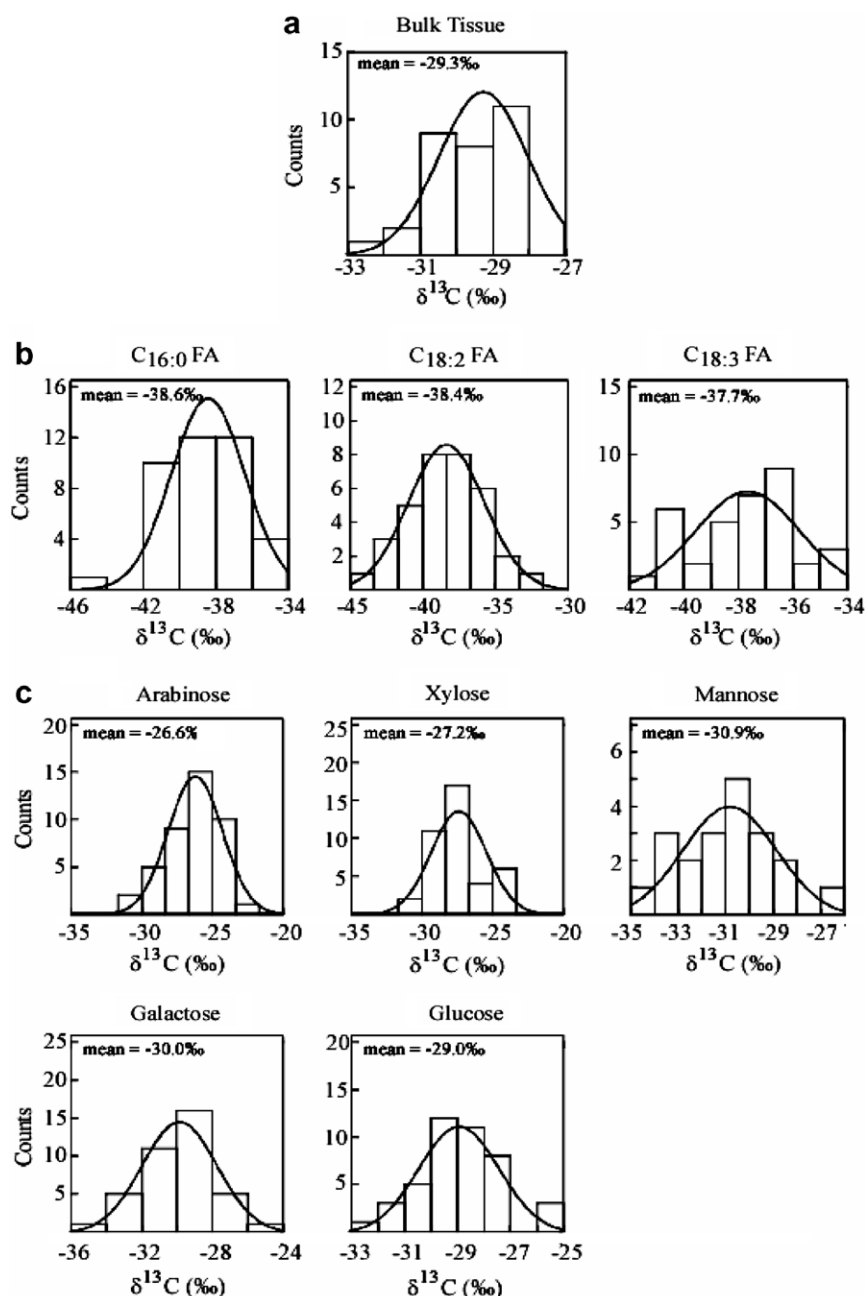 a
Bulk Tissue
mean = -29.3‰
15
10
5
Counts
-33 -31 -29 -27
δ13C (‰)
b
C16:0 FA
mean = -38.6‰
16
12
8
4
Counts
-46 -42 -38 -34
δ13C (‰)
C18:2 FA
mean = -38.4‰
12
10
8
6
4
2
-45 -40 -35 -30
δ13C (‰)
C18:3 FA
mean = -37.7‰
15
10
5
-42 -40 -38 -36 -34
δ13C (‰)
c
Arabinose
mean = -26.6%
20
15
10
5
Counts
-35 -30 -25 -20
δ13C (‰)
Xylose
mean = -27.2‰
25
20
15
10
5
-35 -30 -25 -20
δ13C (‰)
Mannose
mean = -30.9‰
6
4
2
-35 -33 -31 -29 -27
δ13C (‰)
Galactose
mean = -30.0‰
25
20
15
10
5
Counts
-36 -32 -28 -24
δ13C (‰)
Glucose
mean = -29.0‰
20
15
10
5
-33 -31 -29 -27 -25
δ13C (‰)